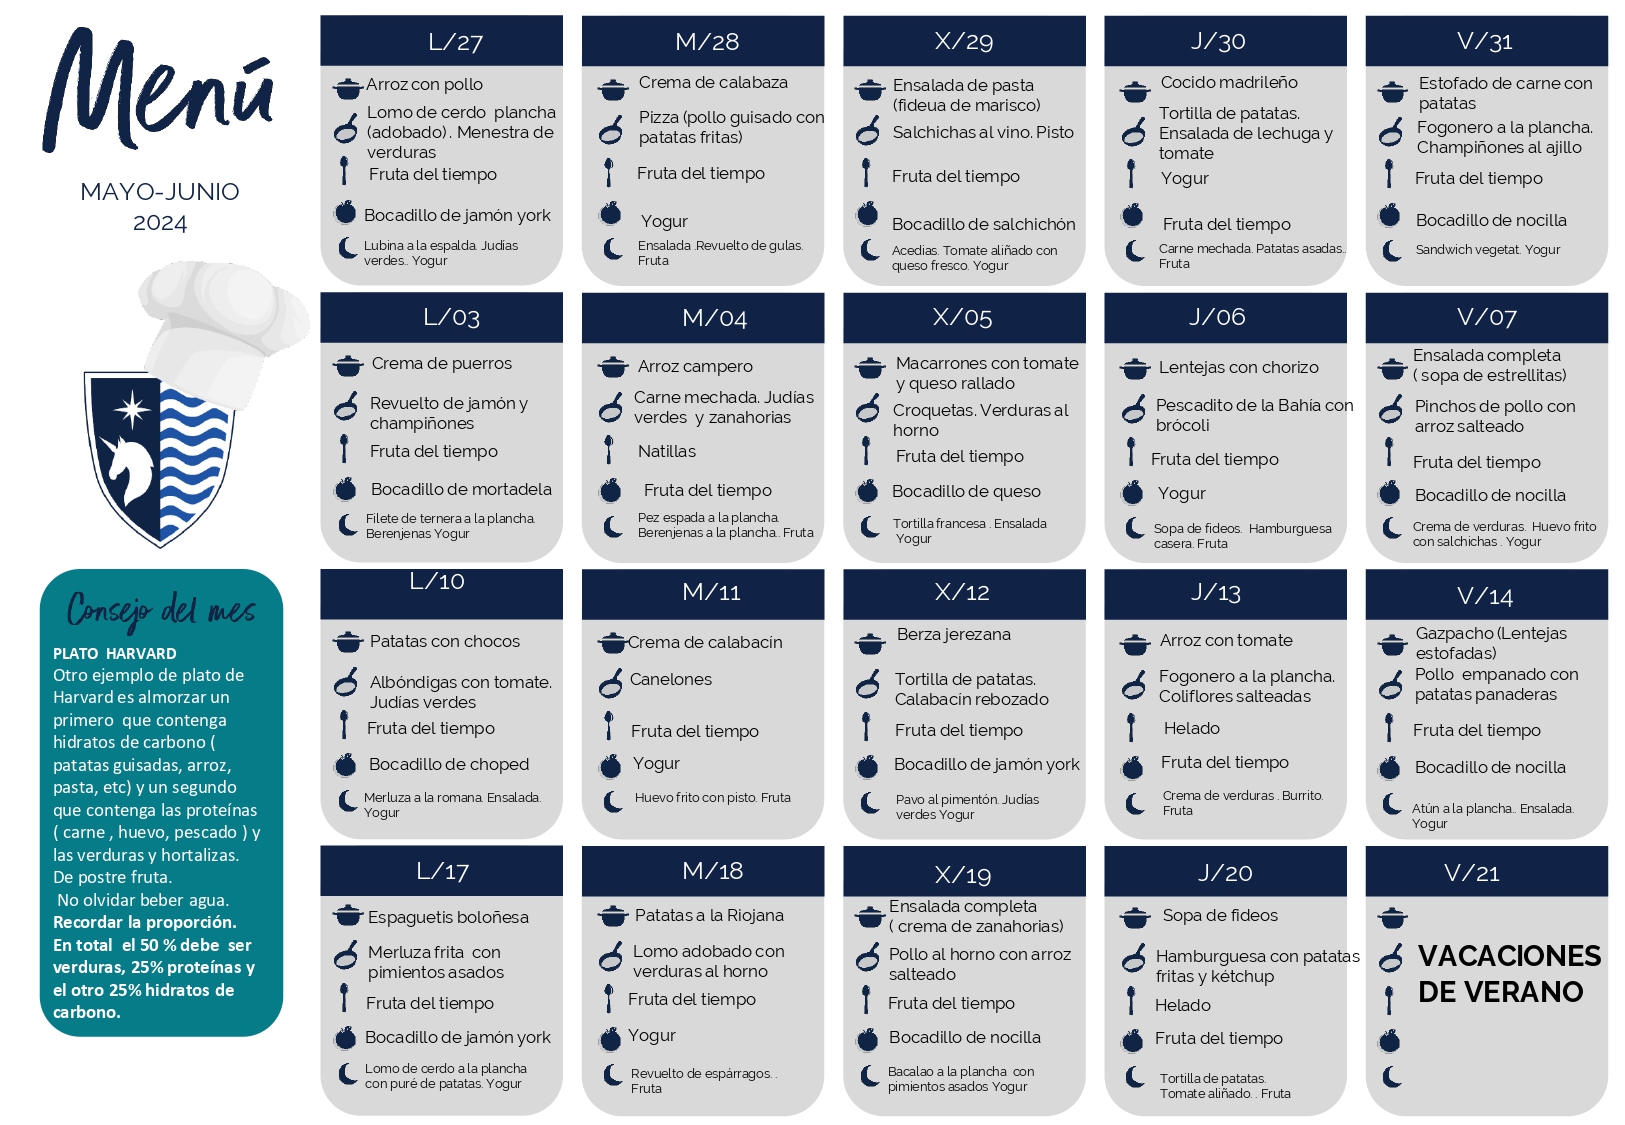 Menú
MAYO-JUNIO
2024
L/27
Arroz con pollo
Lomo de cerdo plancha
(adobado). Menestra de
verduras
Fruta del tiempo
Bocadillo de jamón york
Lubina a la espalda. Judías
verdes.. Yogur
M/28
Crema de calabaza
Pizza (pollo guisado con
patatas fritas)
Fruta del tiempo
Yogur
Ensalada .Revuelto de gulas.
Fruta
X/29
Ensalada de pasta
(fideua de marisco)
Salchichas al vino. Pisto
Fruta del tiempo
Bocadillo de salchichón
Acedias. Tomate aliñado con
queso fresco. Yogur
J/30
Cocido madrileño
Tortilla de patatas.
Ensalada de lechuga y
tomate
Yogur
Fruta del tiempo
Carne mechada. Patatas asadas..
Fruta
V/31
Estofado de carne con
patatas
Fogonero a la plancha.
Champiñones al ajillo
Fruta del tiempo
Bocadillo de nocilla
Sandwich vegetat. Yogur
L/03
Crema de puerros
Revuelto de jamón y
champiñones
Fruta del tiempo
Bocadillo de mortadela
Filete de ternera a la plancha.
Berenjenas Yogur
M/04
Arroz campero
Carne mechada. Judías
verdes y zanahorias
Natillas
Fruta del tiempo
Pez espada a la plancha.
Berenjenas a la plancha.. Fruta
X/05
Macarrones con tomate
y queso rallado
Croquetas. Verduras al
horno
Fruta del tiempo
Bocadillo de queso
Tortilla francesa . Ensalada
Yogur
J/06
Lentejas con chorizo
Pescadito de la Bahía con
brócoli
Fruta del tiempo
Yogur
Sopa de fideos. Hamburguesa
casera. Fruta
V/07
Ensalada completa
( sopa de estrellitas)
Pinchos de pollo con
arroz salteado
Fruta del tiempo
Bocadillo de nocilla
Crema de verduras. Huevo frito
con salchichas . Yogur
Consejo del mes
PLATO HARVARD
Otro ejemplo de plato de
Harvard es almorzar un
primero que contenga
hidratos de carbono (
patatas guisadas, arroz,
pasta, etc) y un segundo
que contenga las proteínas
( carne , huevo, pescado ) y
las verduras y hortalizas.
De postre fruta.
No olvidar beber agua.
Recordar la proporción.
En total el 50 % debe ser
verduras, 25% proteínas y
el otro 25% hidratos de
carbono.
L/10
Patatas con chocos
Albóndigas con tomate.
Judías verdes
Fruta del tiempo
Bocadillo de choped
Merluza a la romana. Ensalada.
Yogur
M/11
Crema de calabacín
Canelones
Fruta del tiempo
Yogur
Huevo frito con pisto. Fruta
X/12
Berza jerezana
Tortilla de patatas.
Calabacín rebozado
Fruta del tiempo
Bocadillo de jamón york
Pavo al pimentón. Judías
verdes Yogur
J/13
Arroz con tomate
Fogonero a la plancha.
Coliflores salteadas
Helado
Fruta del tiempo
Crema de verduras . Burrito.
Fruta
V/14
Gazpacho (Lentejas
estofadas)
Pollo empanado con
patatas panaderas
Fruta del tiempo
Bocadillo de nocilla
Atún a la plancha.. Ensalada.
Yogur
L/17
Espaguetis boloñesa
Merluza frita con
pimientos asados
Fruta del tiempo
Bocadillo de jamón york
Lomo de cerdo a la plancha
con puré de patatas. Yogur
M/18
Patatas a la Riojana
Lomo adobado con
verduras al horno
Fruta del tiempo
Yogur
Revuelto de espárragos. .
Fruta
X/19
Ensalada completa
( crema de zanahorias)
Pollo al horno con arroz
salteado
Fruta del tiempo
Bocadillo de nocilla
Bacalao a la plancha con
pimientos asados Yogur
J/20
Sopa de fideos
Hamburguesa con patatas
fritas y kétchup
Helado
Fruta del tiempo
Tortilla de patatas.
Tomate aliñado. . Fruta
V/21
VACACIONES
DE VERANO